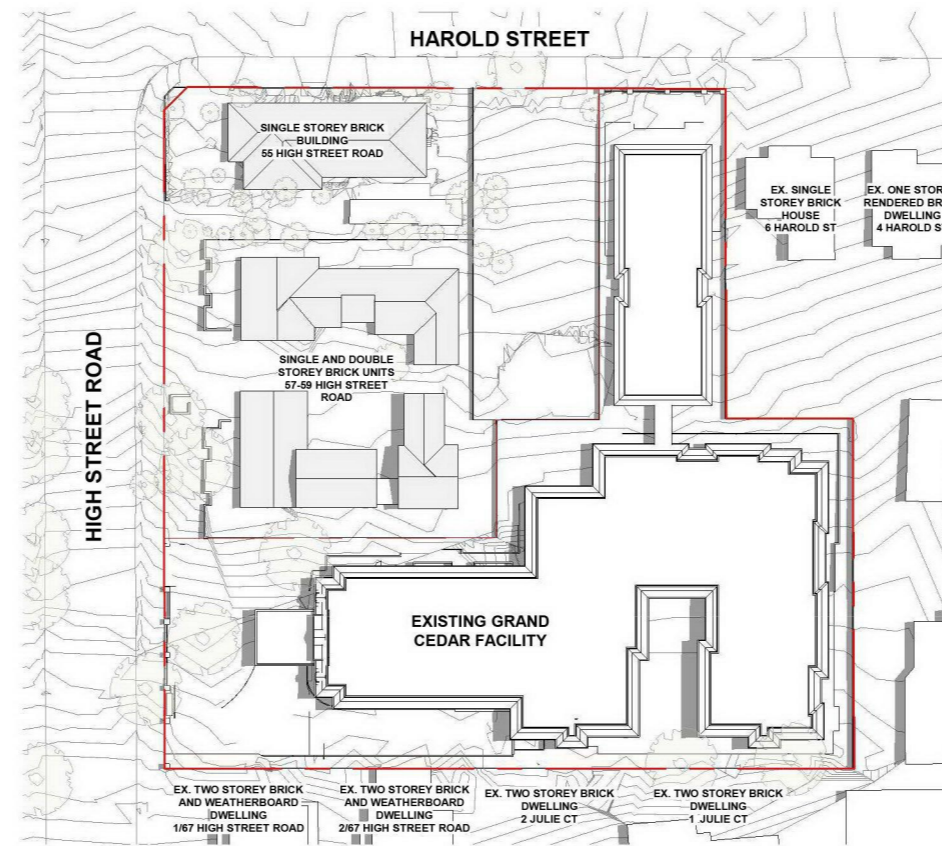 HAROLD STREET
SINGLE STOREY BRICK
BUILDING
55 HIGH STREET ROAD
EX. SINGLE
STOREY BRICK
HOUSE
6 HAROLD ST
EX. ONE STOR
RENDERED BR
DWELLING
4 HAROLD S
HIGH STREET ROAD
SINGLE AND DOUBLE
STOREY BRICK UNITS
57-59 HIGH STREET
ROAD
EXISTING GRAND
CEDAR FACILITY
EX. TWO STOREY BRICK
AND WEATHERBOARD
DWELLING
1/67 HIGH STREET ROAD
EX. TWO STOREY BRICK
AND WEATHERBOARD
DWELLING
2/67 HIGH STREET ROAD
EX. TWO STOREY BRICK
DWELLING
2 JULIE CT
EX. TWO STOREY BRICK
DWELLING
1 JULIE CT